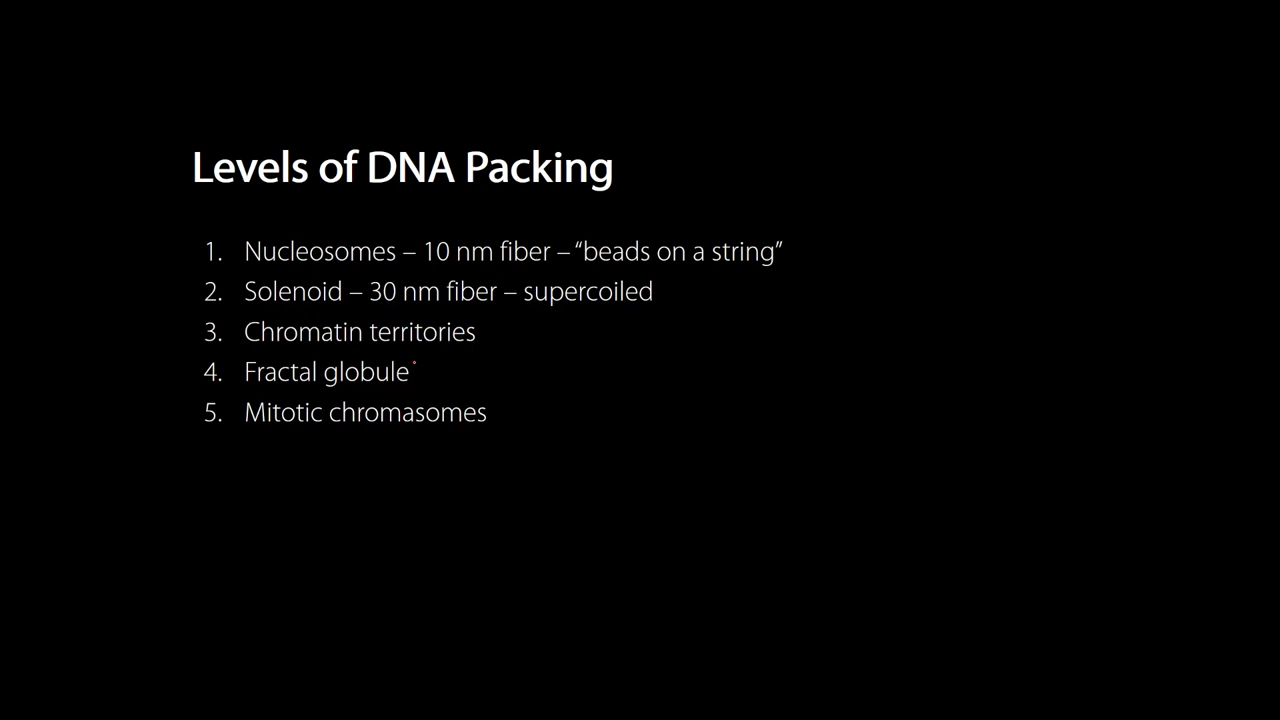 Levels of DNA Packing
1. Nucleosomes – 10 nm fiber – “beads on a string”
2. Solenoid – 30 nm fiber – supercoiled
3. Chromatin territories
4. Fractal globule
5. Mitotic chromasomes